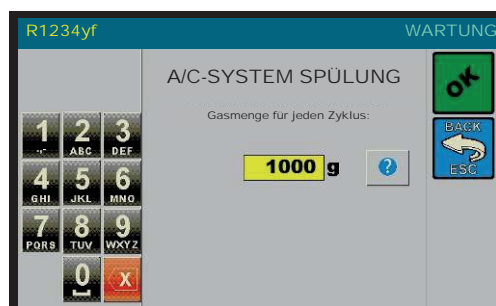 R1234yf WARTUNG
A/C-SYSTEM SPÜLUNG
Gasmenge für jeden Zyklus:
1000 g ?
OK
BACK
ESC
1 2 3
.,- ABC DEF
4 5 6
GHI JKL MNO
7 8 9
PQRS TUV WXYZ
0 X